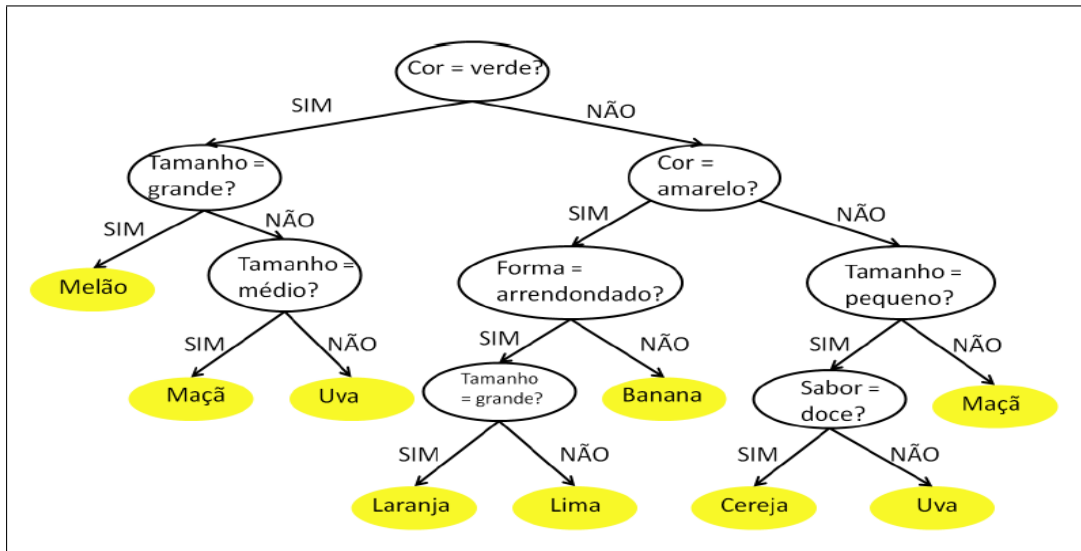 Cor = verde?
SIM
NÃO
Tamanho =
grande?
Cor =
amarelo?
SIM
NÃO
SIM
NÃO
Melão
Tamanho =
médio?
Forma =
arrendondado?
Tamanho =
pequeno?
SIM
NÃO
SIM
NÃO
SIM
NÃO
Maçã
Uva
Tamanho
= grande?
Banana
Sabor =
doce?
Maçã
SIM
NÃO
SIM
NÃO
Laranja
Lima
Cereja
Uva